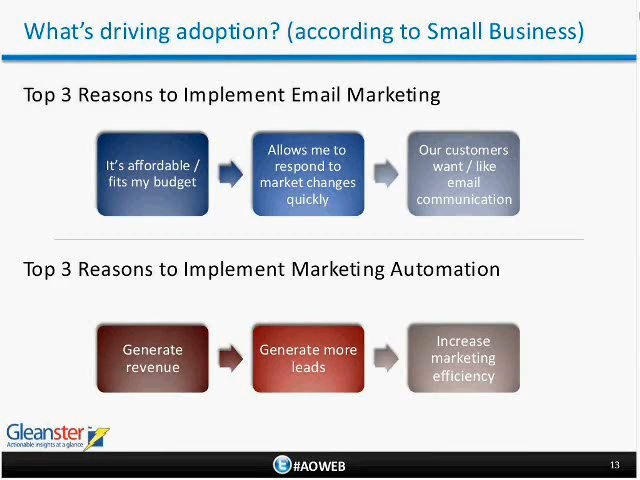 What's driving adoption? (according to Small Business)
Top 3 Reasons to Implement Email Marketing
It's affordable /
fits my budget
Allows me to
respond to
market changes
quickly
Our customers
want / like
email
communication
Top 3 Reasons to Implement Marketing Automation
Generate
revenue
Generate more
leads
Increase
marketing
efficiency
Gleanster
Actionable insights at a glance
#AOWEB
13